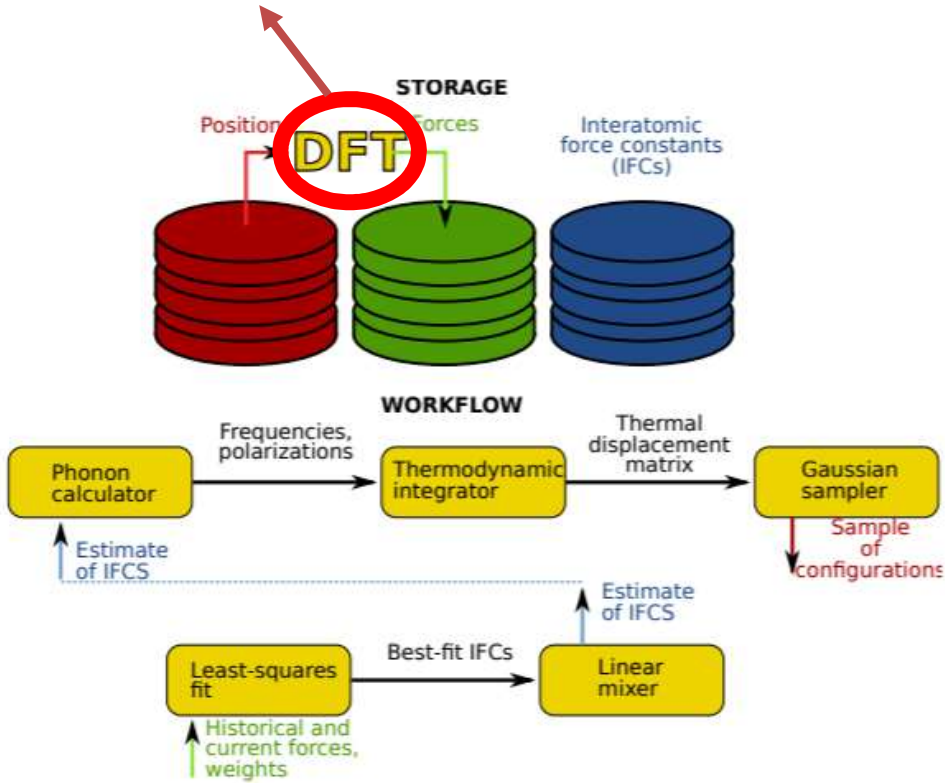 STORAGE
Position
DFT
Forces
Interatomic
force constants
(IFCs)
WORKFLOW
Frequencies,
polarizations
Thermal
displacement
matrix
Phonon
calculator
Thermodynamic
integrator
Gaussian
sampler
Estimate
of IFCS
Sample
of
configurations
Estimate
of IFCS
Least-squares
fit
Best-fit IFCs
Linear
mixer
Historical and
current forces,
weights